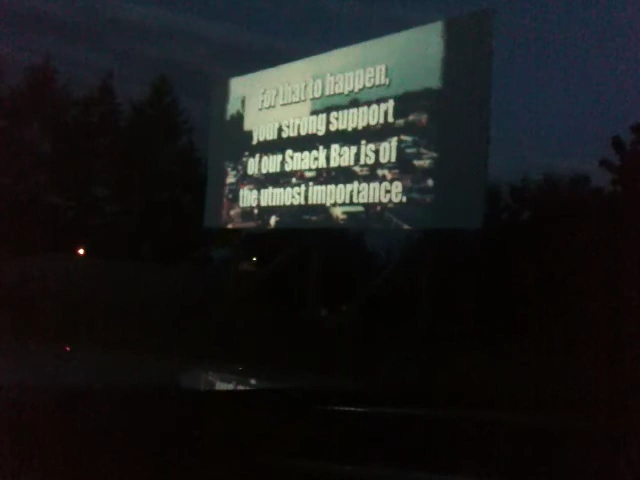 For that to happen,
your strong support
of our Snack Bar is of
the utmost importance.